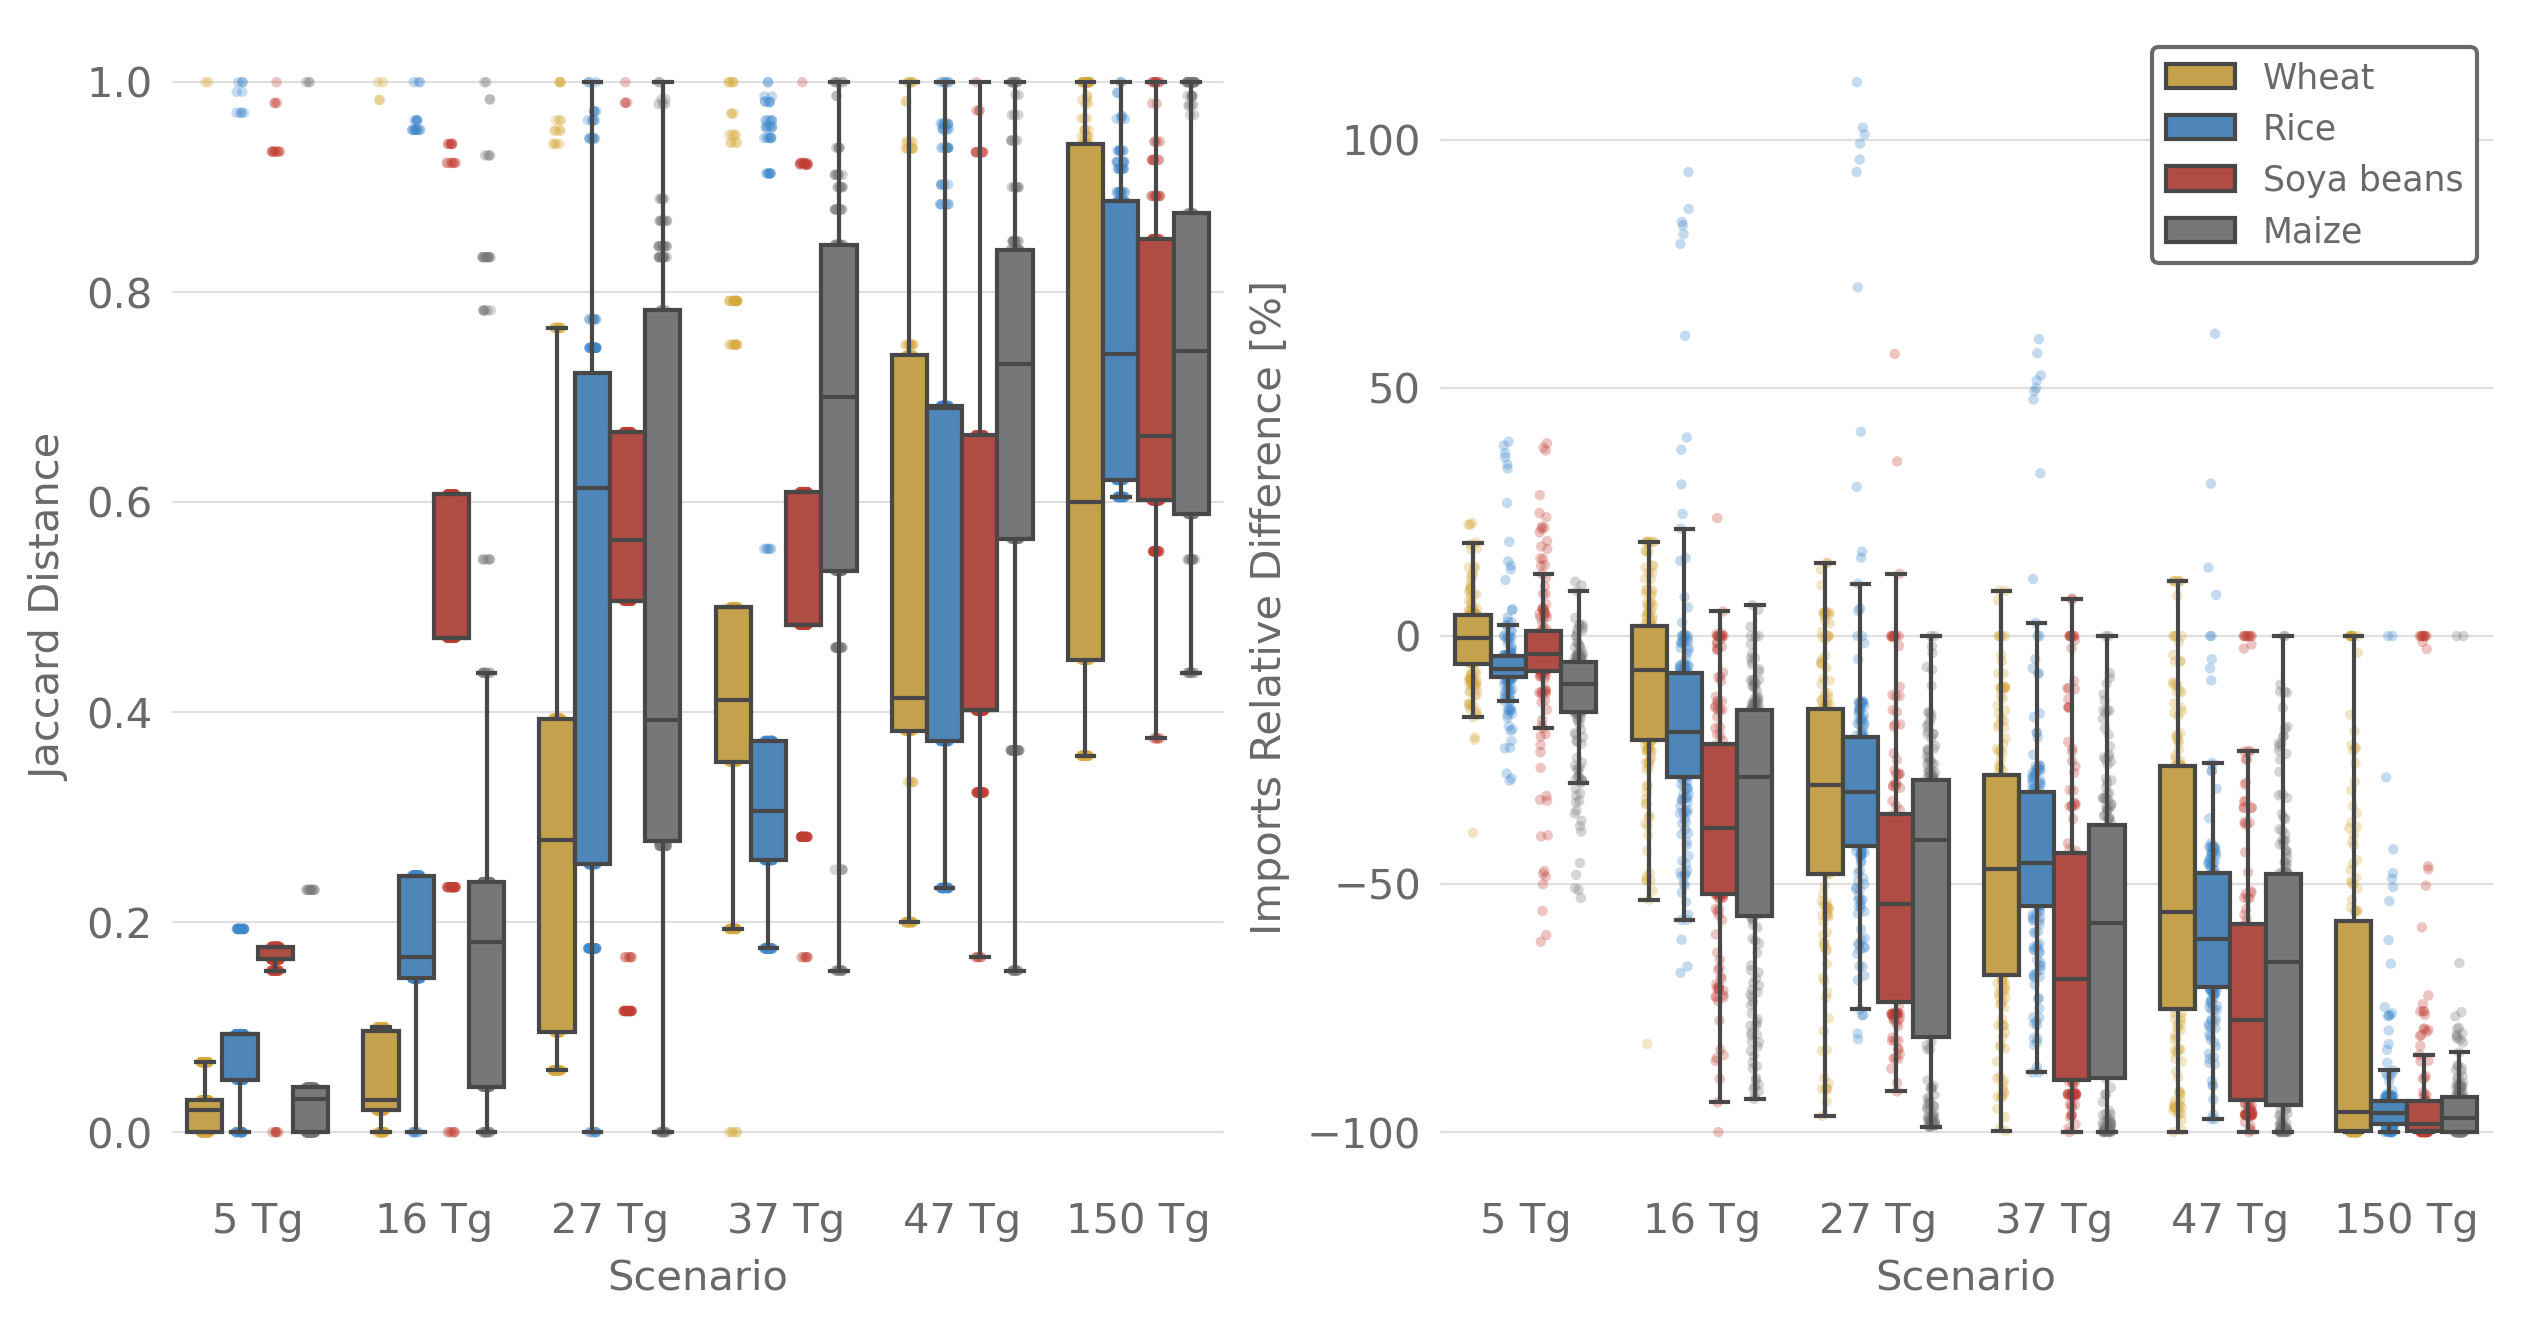 Jaccard Distance
1.0
0.8
0.6
0.4
0.2
0.0
5 Tg
16 Tg
27 Tg
37 Tg
47 Tg
150 Tg
Scenario
Imports Relative Difference [%]
100
50
0
−50
−100
5 Tg
16 Tg
27 Tg
37 Tg
47 Tg
150 Tg
Scenario
Wheat
Rice
Soya beans
Maize